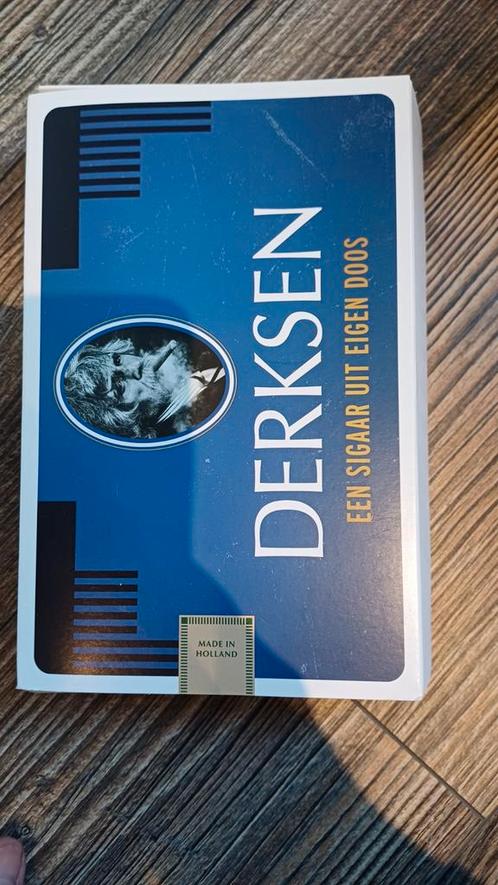 DERKSEN
EEN SIGAAR UIT EIGEN DOOS
MADE IN
HOLLAND